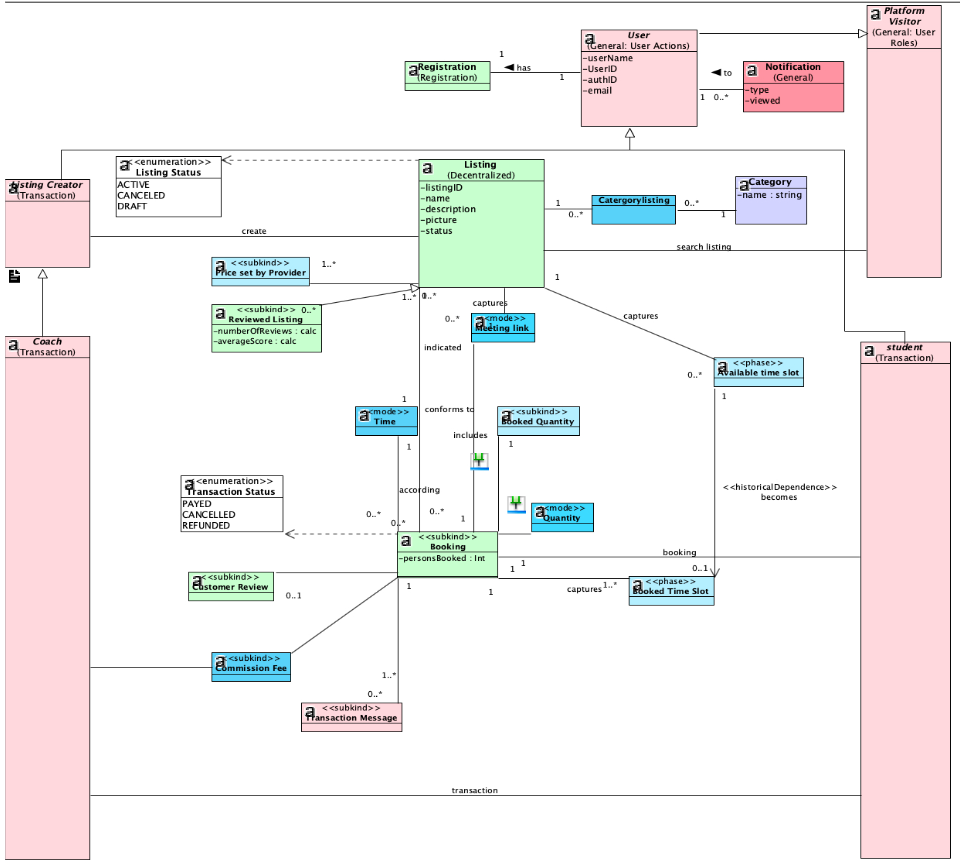 Platform
Visitor
(General: User
Roles)
User
(General: User Actions)
-userName
-UserID
-authID
-email
1
has
1
Registration
(Registration)
to
1
0..*
Notification
(General)
-type
-viewed
<<enumeration>>
Listing Status
ACTIVE
CANCELED
DRAFT
Listing
(Decentralized)
-listingID
-name
-description
-picture
-status
Listing Creator
(Transaction)
1
0..*
Catergorylisting
0..*
1
Category
-name : string
create
search listing
<<subkind>>
Price set by Provider
1..*
1
1..*
0..*
captures
<<subkind>>
Reviewed Listing
0..*
-numberOfReviews : calc
-averageScore : calc
0..*
<<mode>>
Meeting link
captures
indicated
Coach
(Transaction)
student
(Transaction)
0..*
<<phase>>
Available time slot
1
1
<<mode>>
Time
conforms to
<<subkind>>
Booked Quantity
includes
1
1
<<enumeration>>
Transaction Status
PAYED
CANCELLED
REFUNDED
according
<<historicalDependence>>
becomes
0..*
0..*
0..*
1
<<mode>>
Quantity
<<subkind>>
Booking
-personsBooked : Int
booking
1
1
0..1
<<subkind>>
Customer Review
0..1
1
1
captures
1..*
<<phase>>
Booked Time Slot
<<subkind>>
Commission Fee
1..*
0..*
<<subkind>>
Transaction Message
transaction